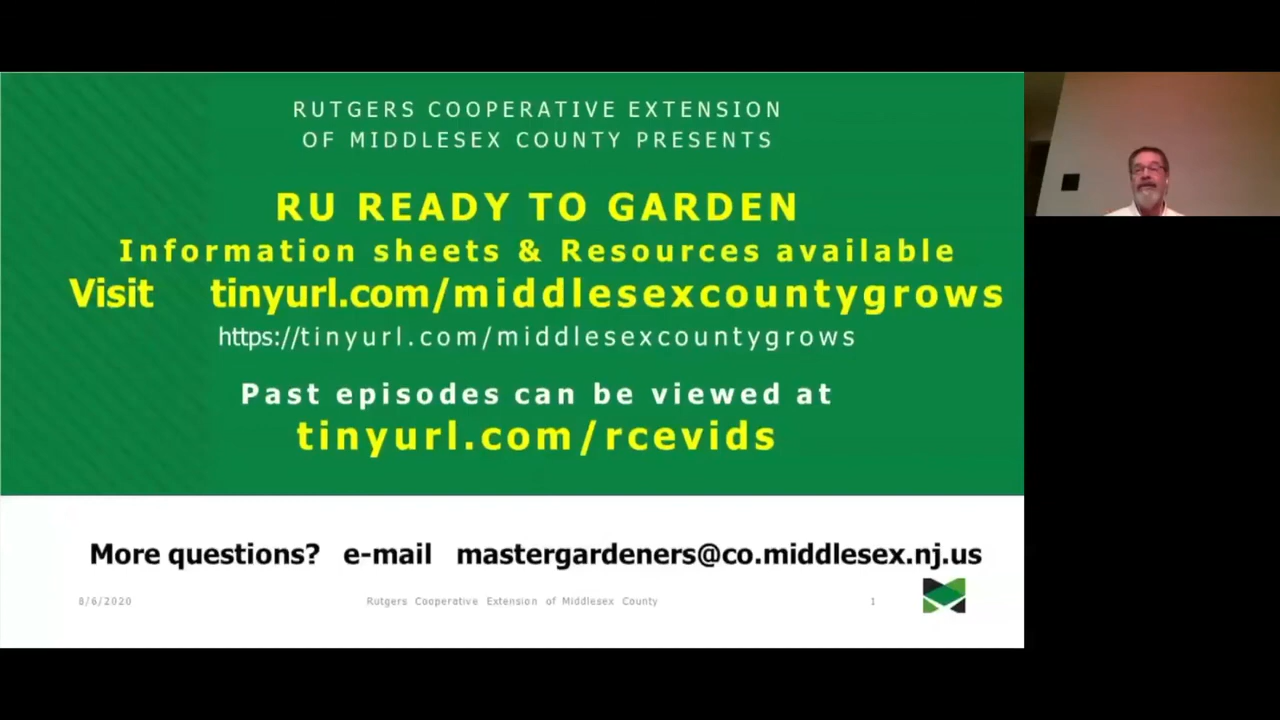 RUTGERS COOPERATIVE EXTENSION
OF MIDDLESEX COUNTY PRESENTS
RU READY TO GARDEN
Information sheets & Resources available
Visit tinyurl.com/middlesexcountygrows
https://tinyurl.com/middlesexcountygrows
Past episodes can be viewed at
tinyurl.com/rcevids
More questions? e-mail mastergardeners@co.middlesex.nj.us
8/6/2020 Rutgers Cooperative Extension of Middlesex County 1